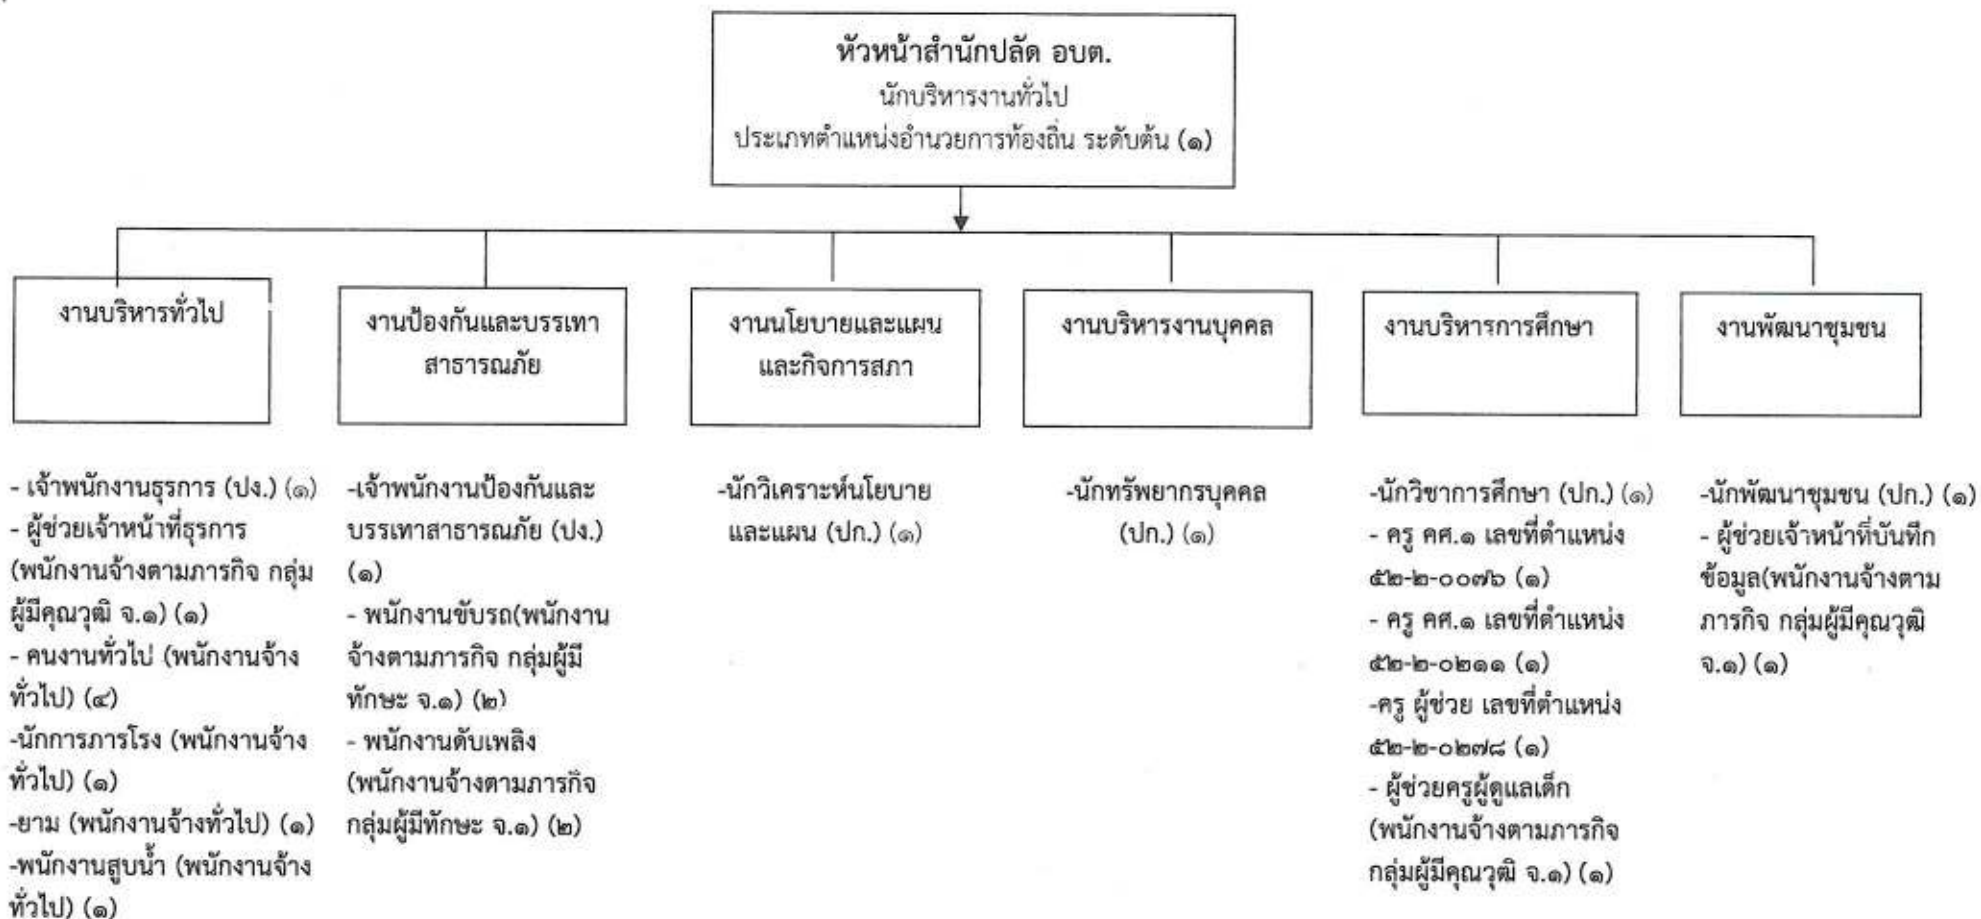 หัวหน้าสำนักปลัด อบต.
นักบริหารงานทั่วไป
ประเภทตำแหน่งอำนวยการท้องถิ่น ระดับต้น (๑)
งานบริหารทั่วไป
งานป้องกันและบรรเทา
สาธารณภัย
งานนโยบายและแผน
และกิจการสภา
งานบริหารงานบุคคล
งานบริหารการศึกษา
งานพัฒนาชุมชน
- เจ้าพนักงานธุรการ (ปง.) (๑)
- ผู้ช่วยเจ้าหน้าที่ธุรการ
(พนักงานจ้างตามภารกิจ กลุ่ม
ผู้มีคุณวุฒิ จ.๑) (๑)
- คนงานทั่วไป (พนักงานจ้าง
ทั่วไป) (๔)
-นักการภารโรง (พนักงานจ้าง
ทั่วไป) (๑)
-ยาม (พนักงานจ้างทั่วไป) (๑)
-พนักงานสูบน้ำ (พนักงานจ้าง
ทั่วไป) (๑)
-เจ้าพนักงานป้องกันและ
บรรเทาสาธารณภัย (ปง.)
(๑)
- พนักงานขับรถ(พนักงาน
จ้างตามภารกิจ กลุ่มผู้มี
ทักษะ จ.๑) (๒)
- พนักงานดับเพลิง
(พนักงานจ้างตามภารกิจ
กลุ่มผู้มีทักษะ จ.๑) (๒)
-นักวิเคราะห์นโยบาย
และแผน (ปก.) (๑)
-นักทรัพยากรบุคคล
(ปก.) (๑)
-นักวิชาการศึกษา (ปก.) (๑)
- ครู คศ.๑ เลขที่ตำแหน่ง
๕๒-๒-๐๐๗๖ (๑)
- ครู คศ.๑ เลขที่ตำแหน่ง
๕๒-๒-๐๒๑๑ (๑)
-ครู ผู้ช่วย เลขที่ตำแหน่ง
๕๒-๒-๐๒๗๘ (๑)
- ผู้ช่วยครูผู้ดูแลเด็ก
(พนักงานจ้างตามภารกิจ
กลุ่มผู้มีคุณวุฒิ จ.๑) (๑)
-นักพัฒนาชุมชน (ปก.) (๑)
- ผู้ช่วยเจ้าหน้าที่บันทึก
ข้อมูล(พนักงานจ้างตาม
ภารกิจ กลุ่มผู้มีคุณวุฒิ
จ.๑) (๑)